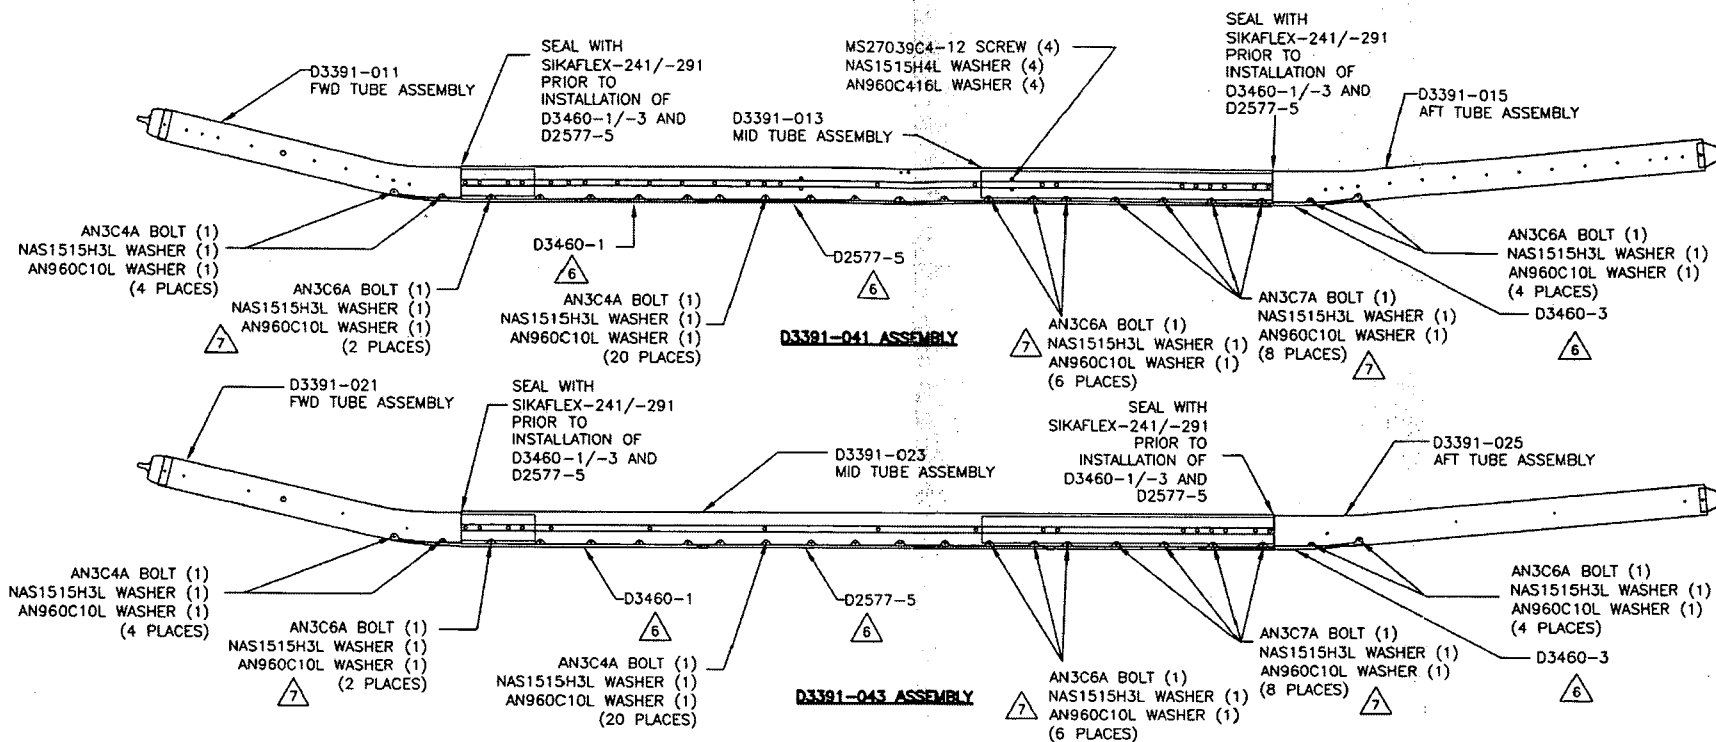 D3391-011
FWD TUBE ASSEMBLY
SEAL WITH
SIKAFLEX-241/-291
PRIOR TO
INSTALLATION OF
D3460-1/-3 AND
D2577-5
D3391-013
MID TUBE ASSEMBLY
MS27039C4-12 SCREW (4)
NAS1515H4L WASHER (4)
AN960C416L WASHER (4)
SEAL WITH
SIKAFLEX-241/-291
PRIOR TO
INSTALLATION OF
D3460-1/-3 AND
D2577-5
D3391-015
AFT TUBE ASSEMBLY
AN3C4A BOLT (1)
NAS1515H3L WASHER (1)
AN960C10L WASHER (1)
(4 PLACES)
AN3C6A BOLT (1)
NAS1515H3L WASHER (1)
AN960C10L WASHER (1)
(2 PLACES)
7
D3460-1
6
AN3C4A BOLT (1)
NAS1515H3L WASHER (1)
AN960C10L WASHER (1)
(20 PLACES)
D2577-5
6
D3391-041 ASSEMBLY
7
AN3C6A BOLT (1)
NAS1515H3L WASHER (1)
AN960C10L WASHER (1)
(6 PLACES)
AN3C7A BOLT (1)
NAS1515H3L WASHER (1)
AN960C10L WASHER (1)
(8 PLACES)
7
AN3C6A BOLT (1)
NAS1515H3L WASHER (1)
AN960C10L WASHER (1)
(4 PLACES)
D3460-3
6
D3391-021
FWD TUBE ASSEMBLY
SEAL WITH
SIKAFLEX-241/-291
PRIOR TO
INSTALLATION OF
D3460-1/-3 AND
D2577-5
D3391-023
MID TUBE ASSEMBLY
SEAL WITH
SIKAFLEX-241/-291
PRIOR TO
INSTALLATION OF
D3460-1/-3 AND
D2577-5
D3391-025
AFT TUBE ASSEMBLY
AN3C4A BOLT (1)
NAS1515H3L WASHER (1)
AN960C10L WASHER (1)
(4 PLACES)
AN3C6A BOLT (1)
NAS1515H3L WASHER (1)
AN960C10L WASHER (1)
(2 PLACES)
7
D3460-1
6
AN3C4A BOLT (1)
NAS1515H3L WASHER (1)
AN960C10L WASHER (1)
(20 PLACES)
D2577-5
6
D3391-043 ASSEMBLY
7
AN3C6A BOLT (1)
NAS1515H3L WASHER (1)
AN960C10L WASHER (1)
(6 PLACES)
AN3C7A BOLT (1)
NAS1515H3L WASHER (1)
AN960C10L WASHER (1)
(8 PLACES)
7
AN3C6A BOLT (1)
NAS1515H3L WASHER (1)
AN960C10L WASHER (1)
(4 PLACES)
D3460-3
6